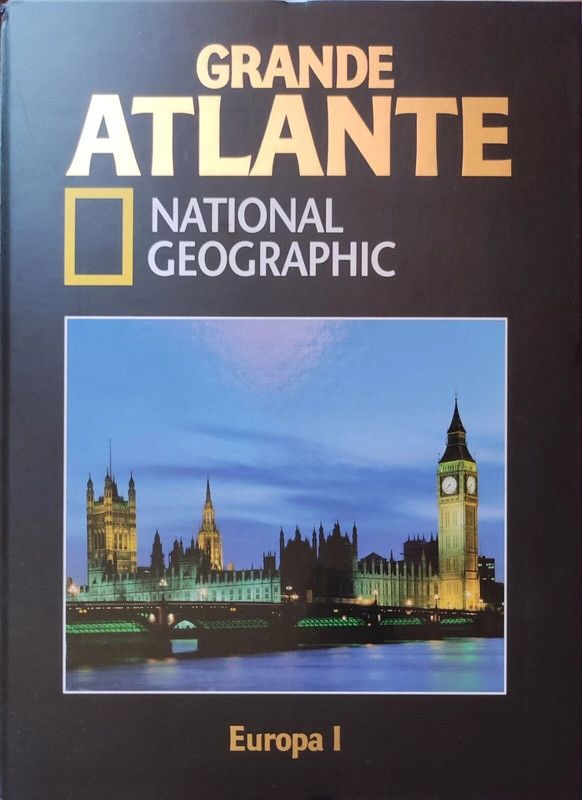 GRANDE
ATLANTE
NATIONAL
GEOGRAPHIC
Europa I